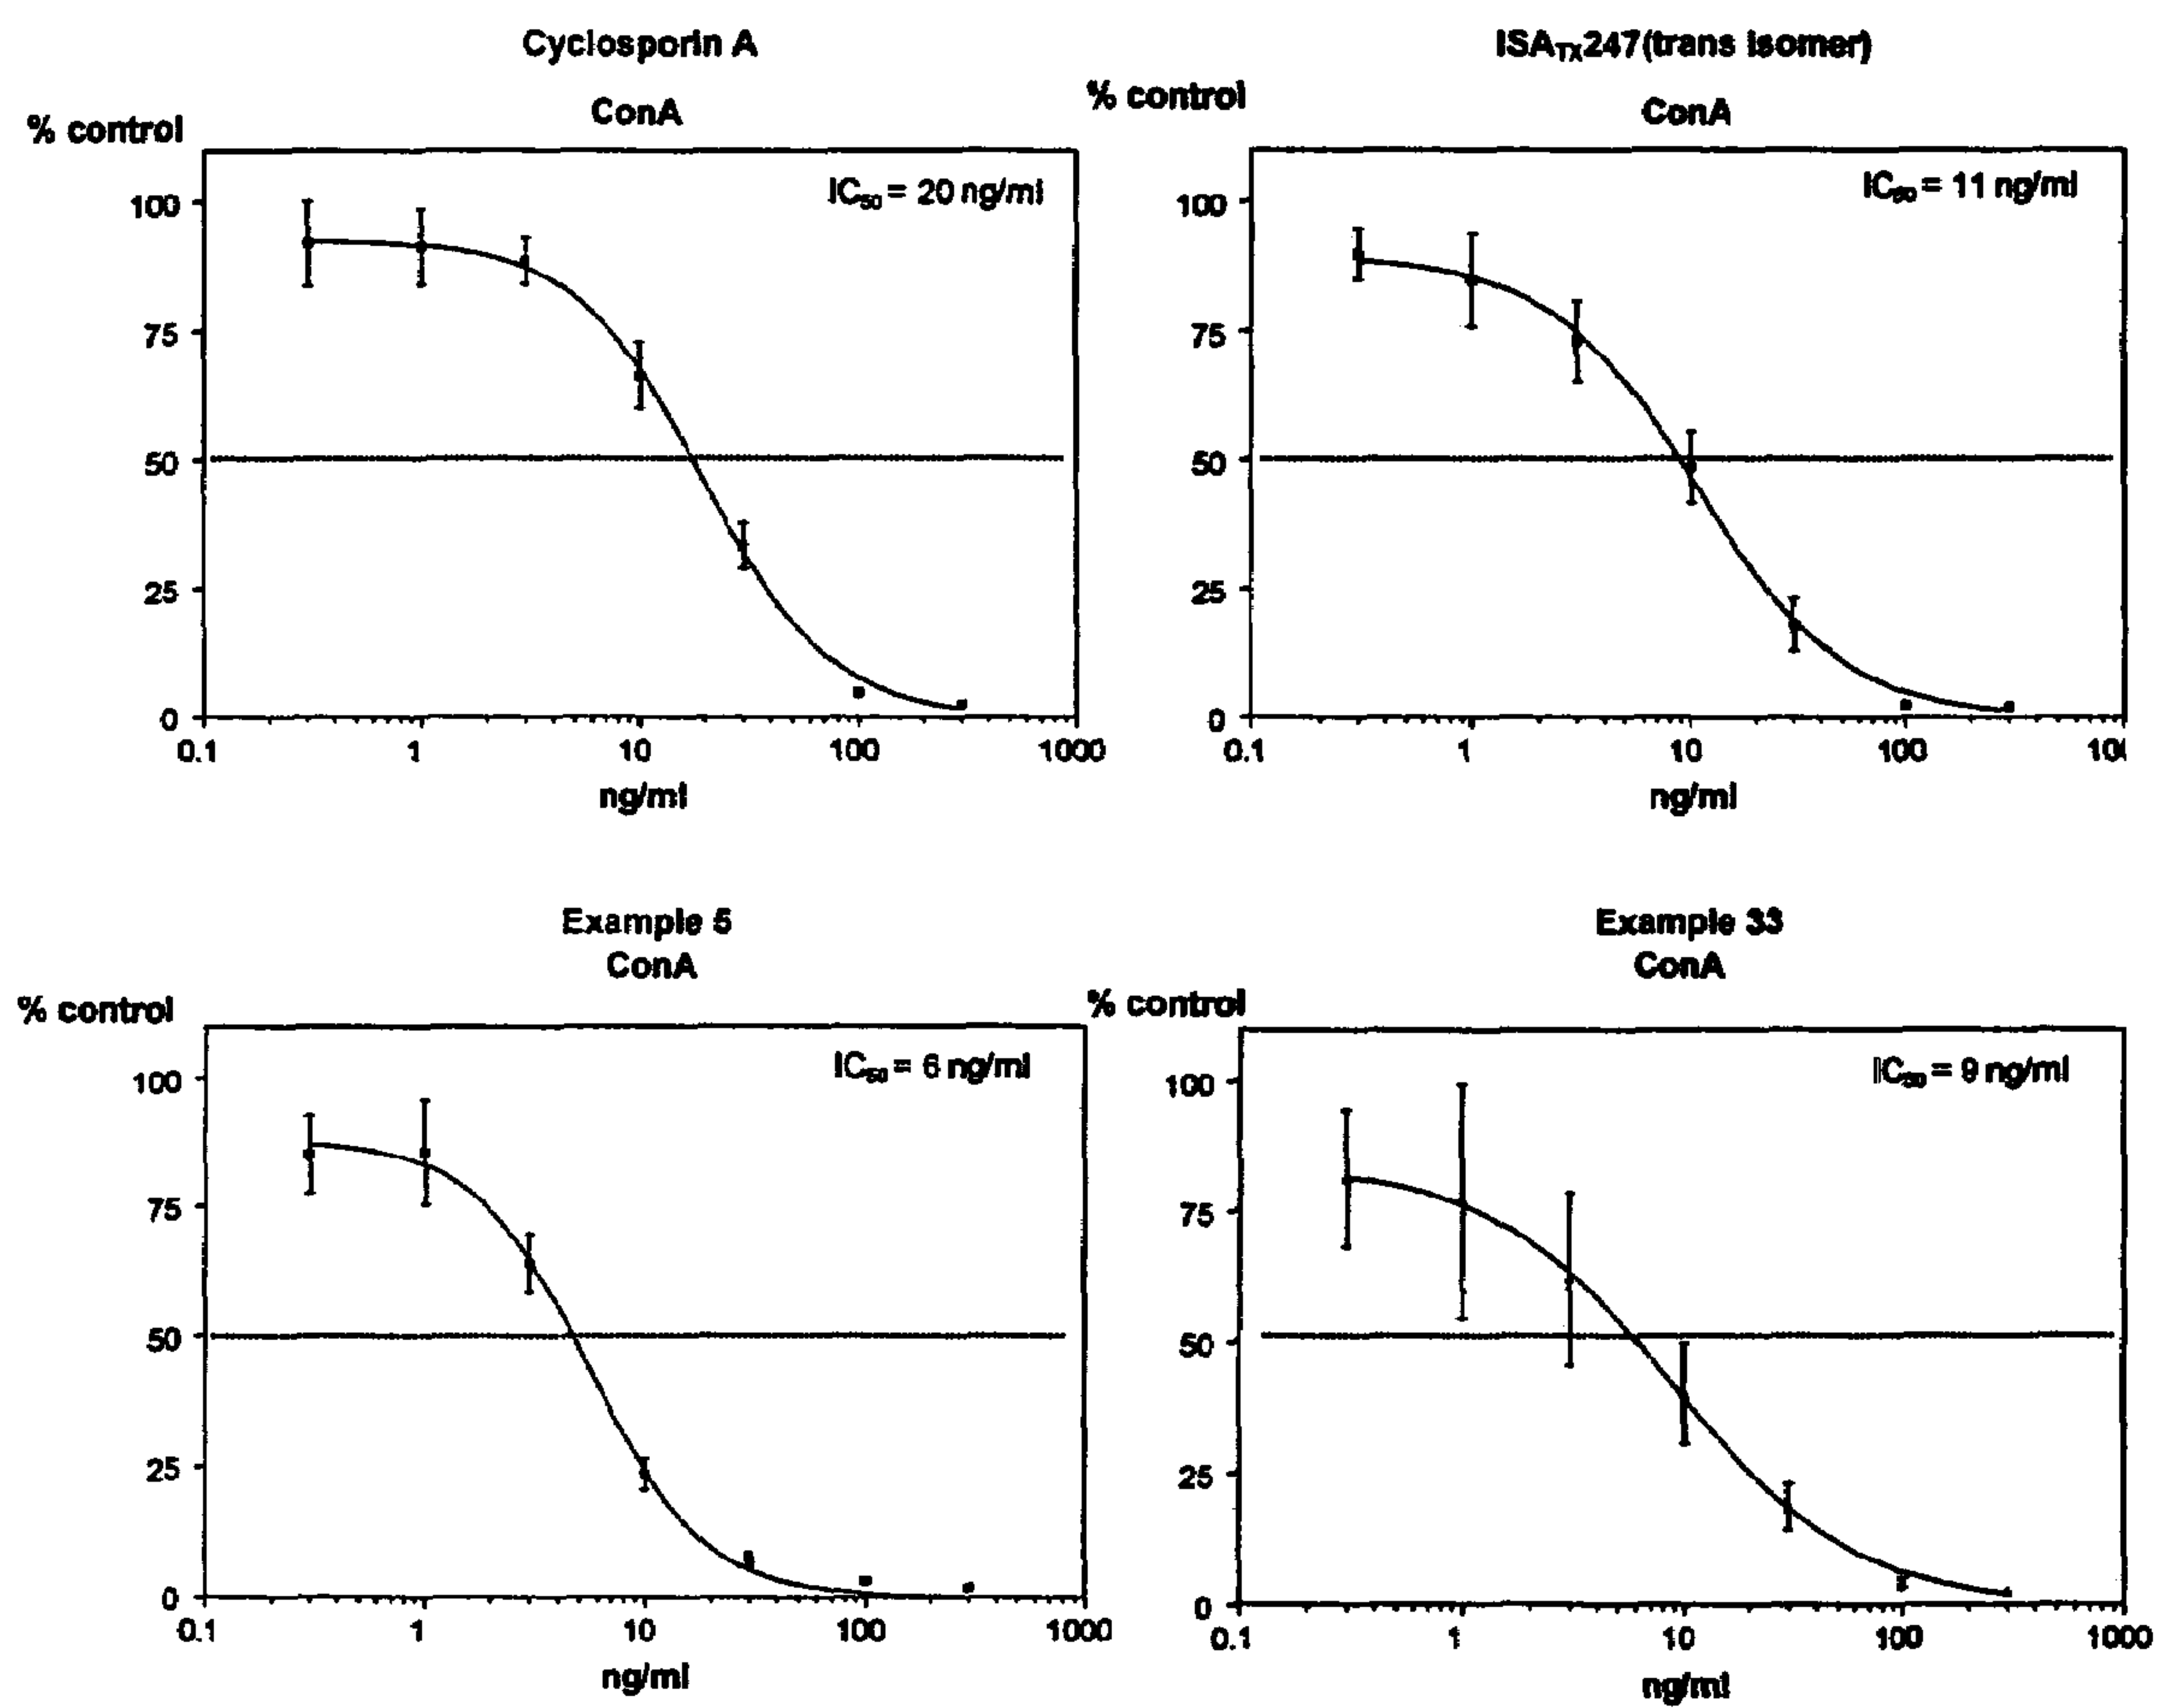 Cyclosporin A
ConA
% control
IC50 = 20 ng/ml
100
75
50
25
0
0.1 1 10 100 1000
ng/ml
ISATX247(trans isomer)
ConA
% control
IC50 = 11 ng/ml
100
75
50
25
0
0.1 1 10 100 100
ng/ml
Example 5
ConA
% control
IC50 = 6 ng/ml
100
75
50
25
0
0.1 1 10 100 1000
ng/ml
Example 33
ConA
% control
IC50 = 9 ng/ml
100
75
50
25
0
0.1 1 10 100 1000
ng/ml